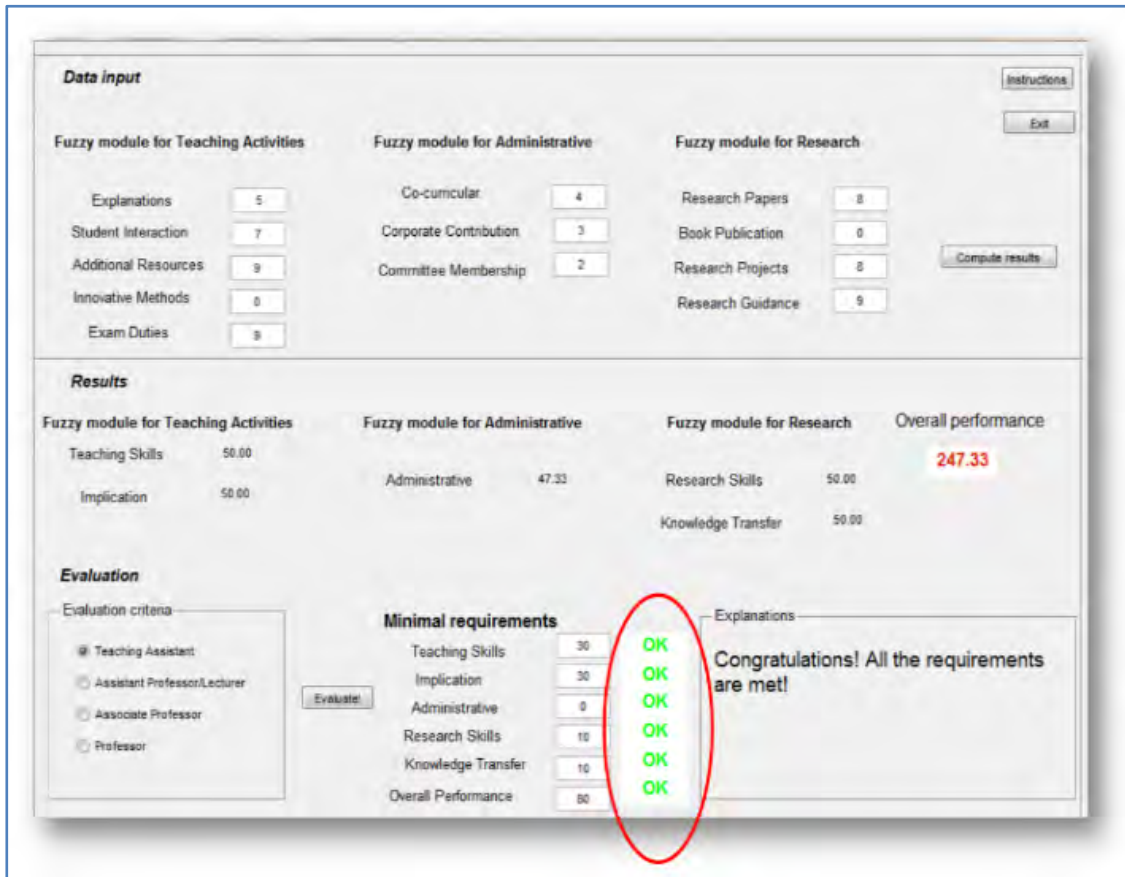 Data input
Instructions
Exit
Fuzzy module for Teaching Activities
Explanations 5
Student Interaction 7
Additional Resources 9
Innovative Methods 0
Exam Duties 9
Fuzzy module for Administrative
Co-curricular 4
Corporate Contribution 3
Committee Membership 2
Fuzzy module for Research
Research Papers 8
Book Publication 0
Research Projects 8
Research Guidance 9
Compute results
Results
Fuzzy module for Teaching Activities
Teaching Skills 50.00
Implication 50.00
Fuzzy module for Administrative
Administrative 47.33
Fuzzy module for Research
Research Skills 50.00
Knowledge Transfer 50.00
Overall performance
247.33
Evaluation
Evaluation criteria
Teaching Assistant
Assistant Professor/Lecturer
Associate Professor
Professor
Evaluate!
Minimal requirements
Teaching Skills 30 OK
Implication 30 OK
Administrative 0 OK
Research Skills 10 OK
Knowledge Transfer 10 OK
Overall Performance 80 OK
Explanations
Congratulations! All the requirements
are met!